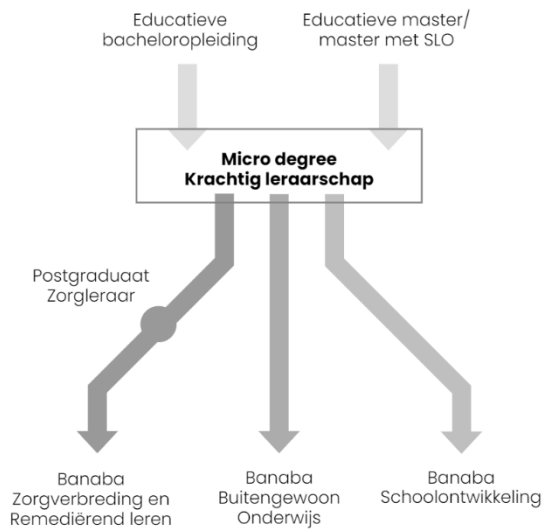 Educatieve
bacheloropleiding
Educatieve master/
master met SLO
Micro degree
Krachtig leraarschap
Postgraduaat
Zorgleraar
Banaba
Zorgverbreding en
Remediërend leren
Banaba
Buitengewoon
Onderwijs
Banaba
Schoolontwikkeling